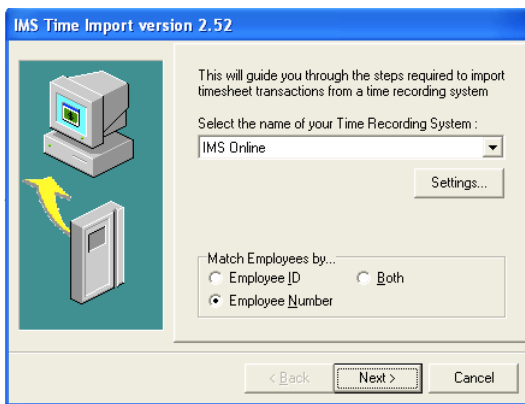 IMS Time Import version 2.52
This will guide you through the steps required to import
timesheet transactions from a time recording system
Select the name of your Time Recording System :
IMS Online
Settings...
Match Employees by...
Employee ID
Both
Employee Number
< Back
Next >
Cancel